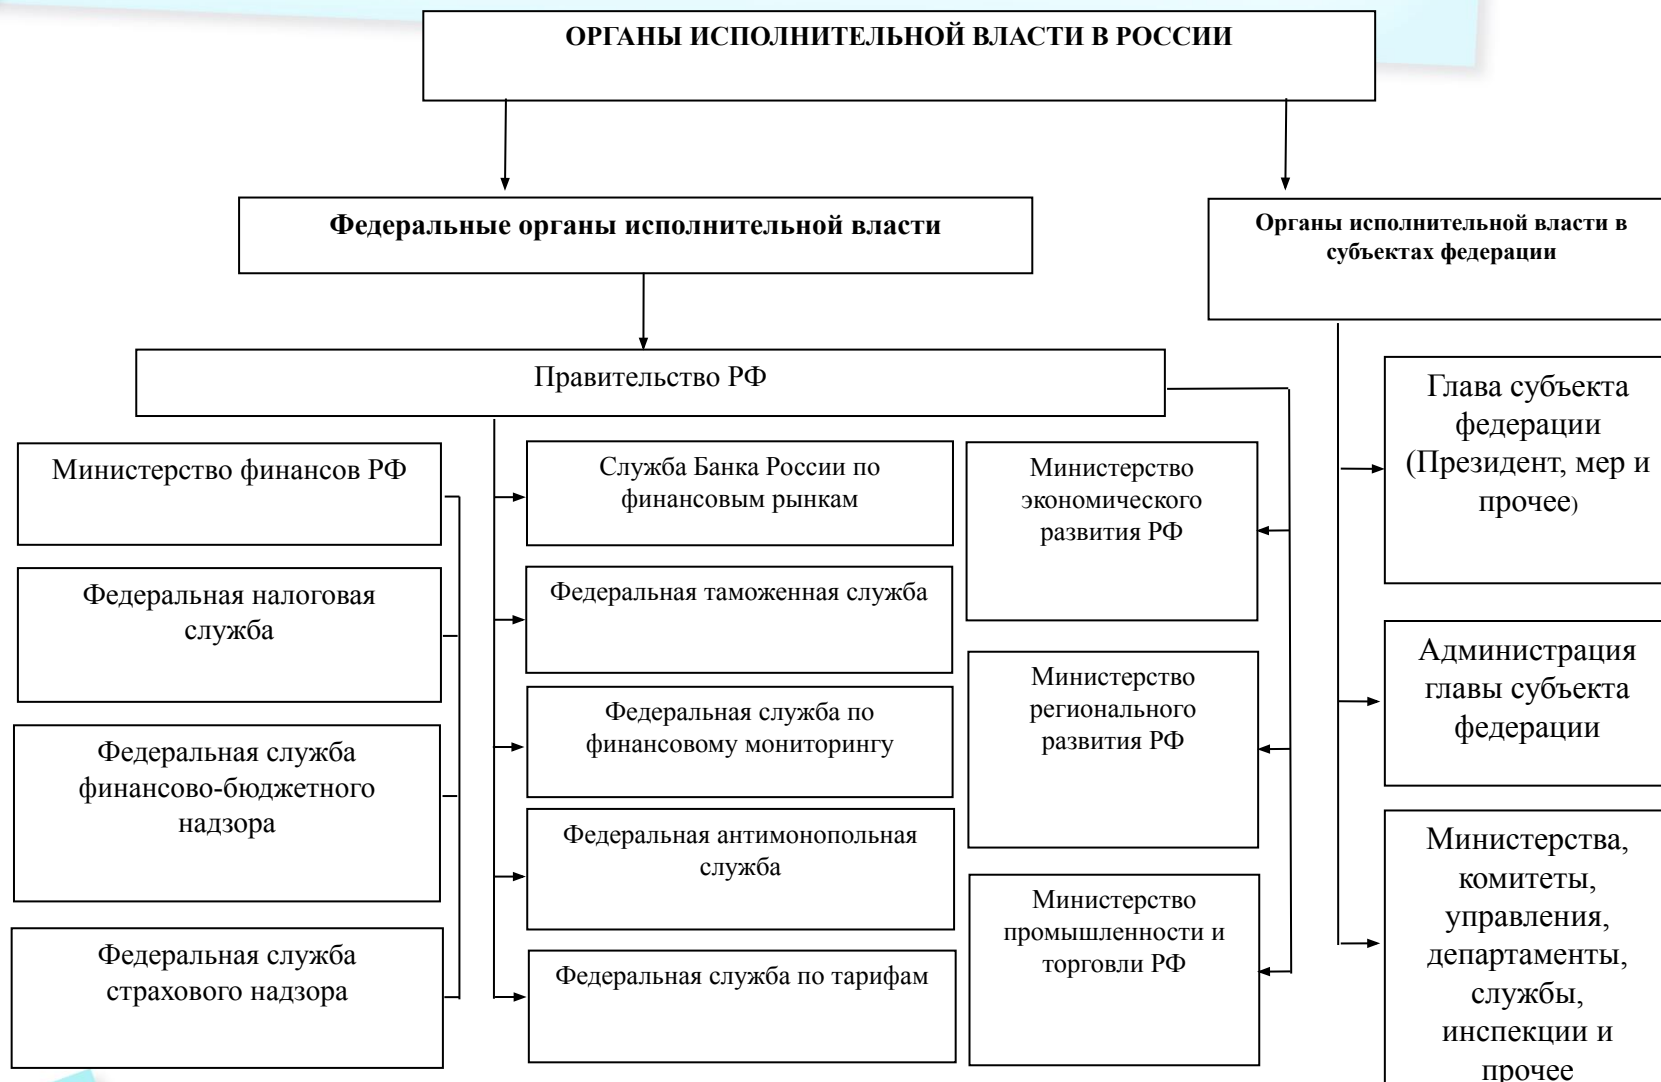 ОРГАНЫ ИСПОЛНИТЕЛЬНОЙ ВЛАСТИ В РОССИИ
Федеральные органы исполнительной власти
Органы исполнительной власти в
субъектах федерации
Правительство РФ
Министерство финансов РФ
Федеральная налоговая
служба
Федеральная служба
финансово-бюджетного
надзора
Федеральная служба
страхового надзора
Служба Банка России по
финансовым рынкам
Федеральная таможенная служба
Федеральная служба по
финансовому мониторингу
Федеральная антимонопольная
служба
Федеральная служба по тарифам
Министерство
экономического
развития РФ
Министерство
регионального
развития РФ
Министерство
промышленности и
торговли РФ
Глава субъекта
федерации
(Президент, мер и
прочее)
Администрация
главы субъекта
федерации
Министерства,
комитеты,
управления,
департаменты,
службы,
инспекции и
прочее